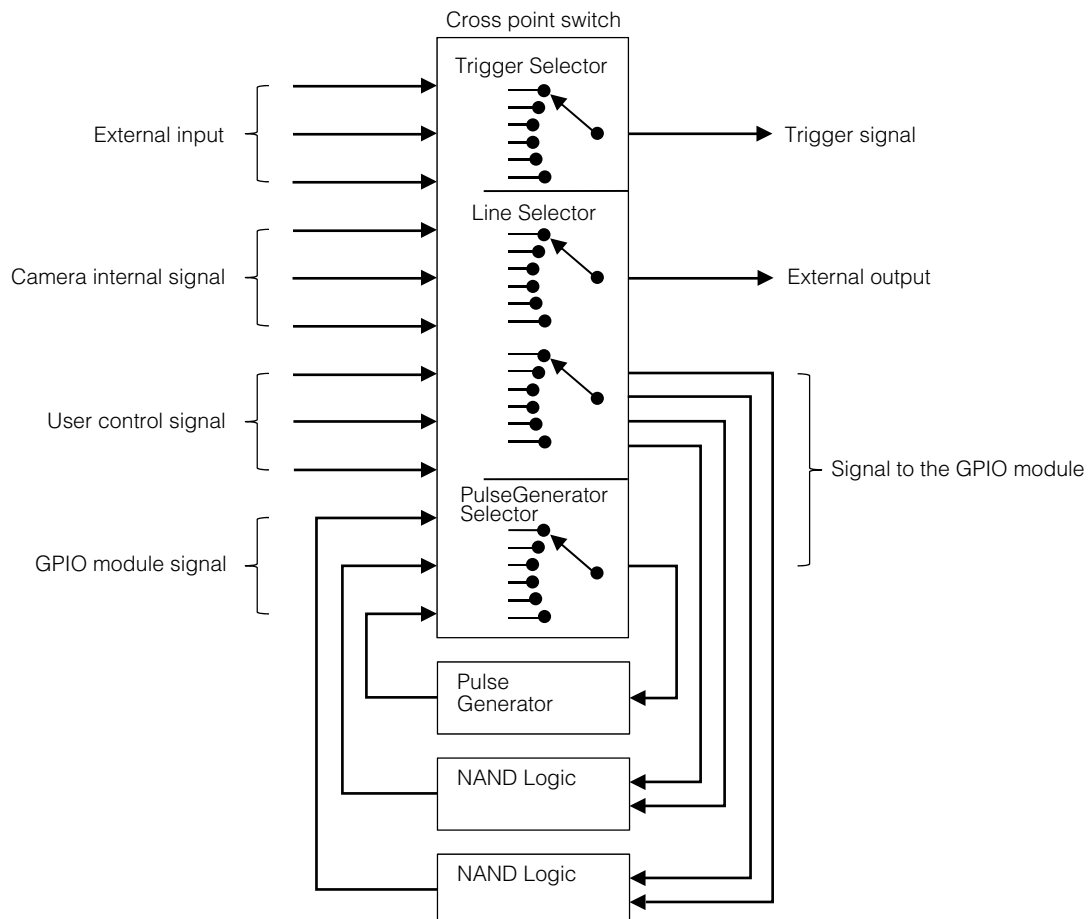 Cross point switch
Trigger Selector
External input
Trigger signal
Line Selector
Camera internal signal
External output
User control signal
Signal to the GPIO module
PulseGenerator
Selector
GPIO module signal
Pulse
Generator
NAND Logic
NAND Logic